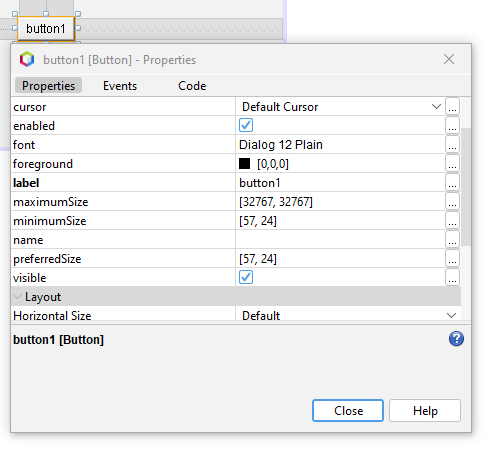 button1
button1 [Button] - Properties
Properties Events Code
cursor Default Cursor ...
enabled ...
font Dialog 12 Plain ...
foreground [0,0,0] ...
label button1 ...
maximumSize [32767, 32767] ...
minimumSize [57, 24] ...
name ...
preferredSize [57, 24] ...
visible ...
Layout
Horizontal Size Default
button1 [Button] ?
Close Help